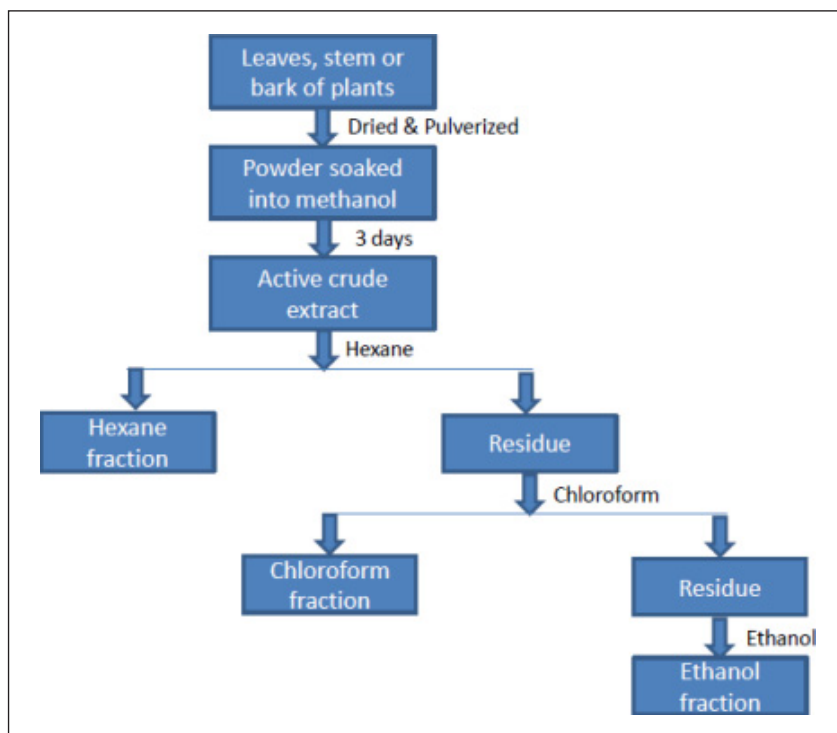 Leaves, stem or
bark of plants
Dried & Pulverized
Powder soaked
into methanol
3 days
Active crude
extract
Hexane
Hexane
fraction
Residue
Chloroform
Chloroform
fraction
Residue
Ethanol
Ethanol
fraction